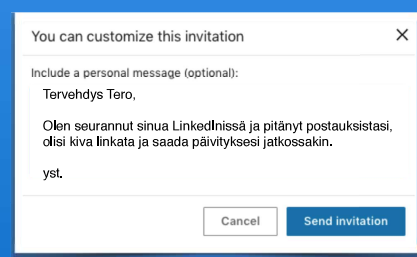 You can customize this invitation
Include a personal message (optional):
Tervehdys Tero,
Olen seurannut sinua LinkedInissä ja pitänyt postauksistasi,
olisi kiva linkata ja saada päivityksesi jatkossakin.
yst.
Cancel Send invitation